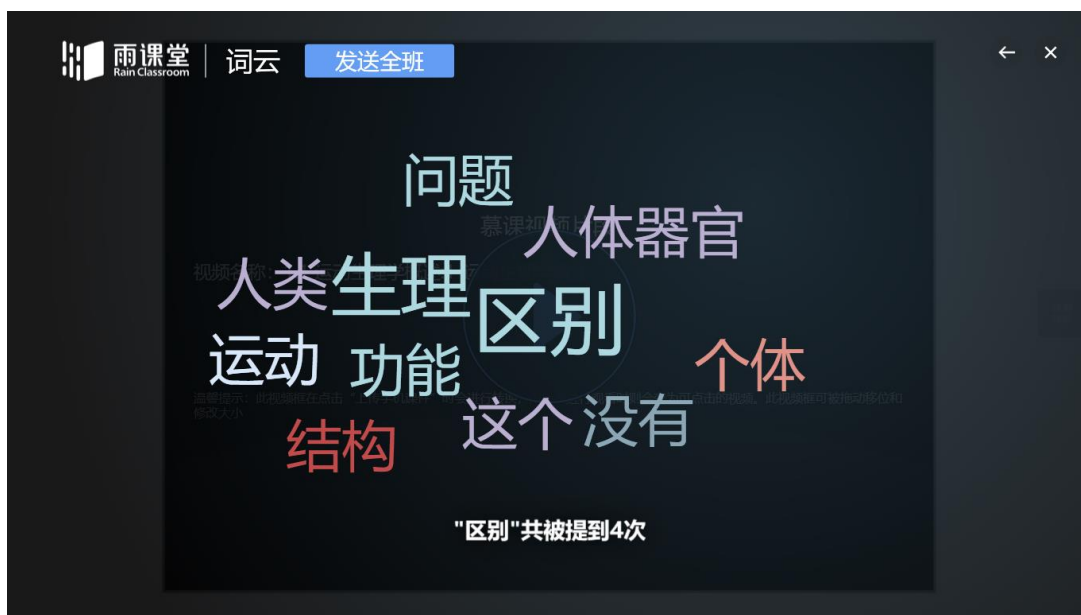 雨课堂
Rain Classroom
词云
发送全班
问题
人体器官
人类
生理
区别
运动
功能
个体
这个
没有
结构
"区别"共被提到4次